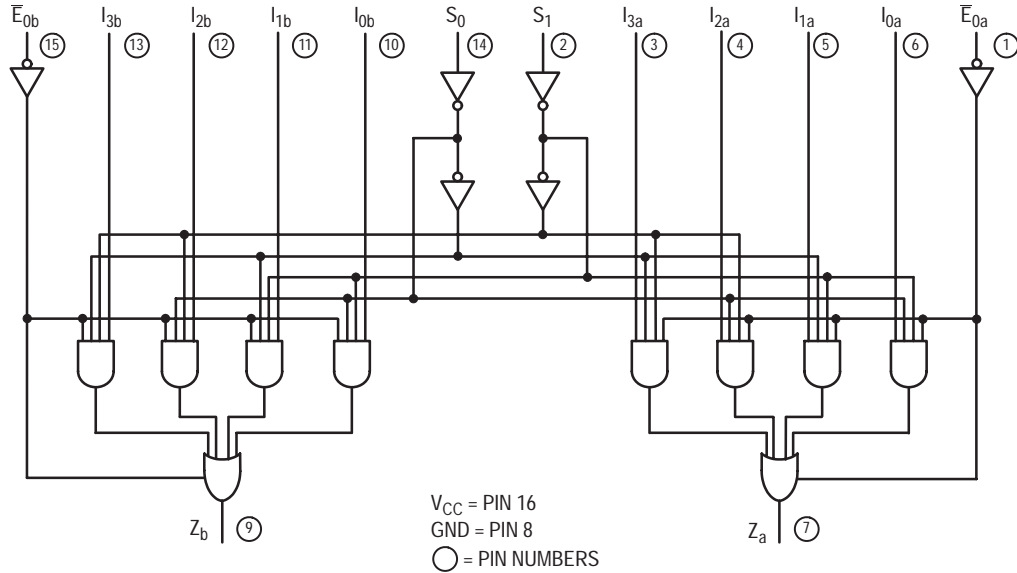 E̅0b I3b I2b I1b I0b S0 S1 I3a I2a I1a I0a E̅0a
15 13 12 11 10 14 2 3 4 5 6 1
Zb 9 Za 7
VCC = PIN 16
GND = PIN 8
= PIN NUMBERS